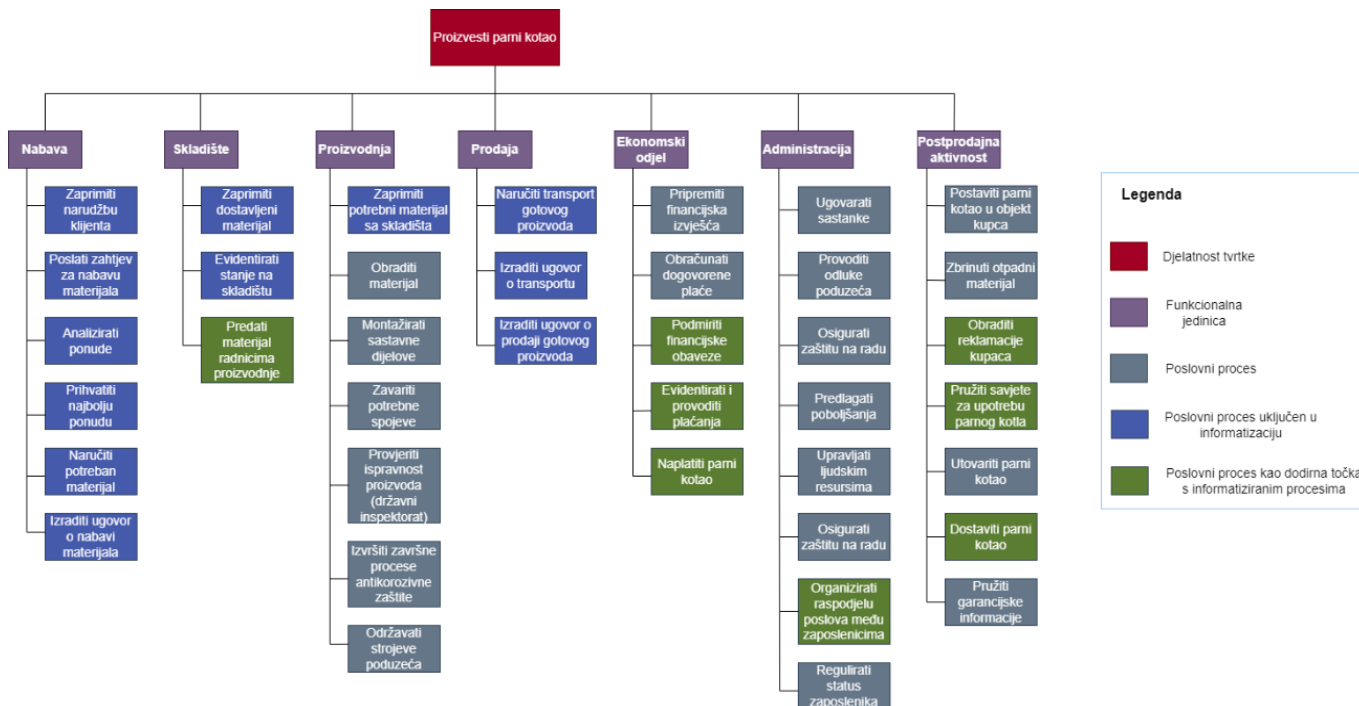 Proizvesti parni kotao
Nabava
Zaprimiti
narudžbu
klijenta
Poslati zahtjev
za nabavu
materijala
Analizirati
ponude
Prihvatiti
najbolju
ponudu
Naručiti
potreban
materijal
Izraditi ugovor
o nabavi
materijala
Skladište
Zaprimiti
dostavljeni
materijal
Evidentirati
stanje na
skladištu
Predati
materijal
radnicima
proizvodnje
Proizvodnja
Zaprimiti
potrebni materijal
sa skladišta
Obraditi
materijal
Montažirati
sastavne
dijelove
Zavariti
potrebne
spojeve
Provjeriti
ispravnost
proizvoda
(državni
inspektorat)
Izvršiti završne
procese
antikorozivne
zaštite
Održavati
strojeve
poduzeća
Prodaja
Naručiti transport
gotovog
proizvoda
Izraditi ugovor
o transportu
Izraditi ugovor o
prodaji gotovog
proizvoda
Ekonomski
odjel
Pripremiti
financijska
izvješća
Obračunati
dogovorene
plaće
Podmiriti
financijske
obaveze
Evidentirati i
provoditi
plaćanja
Naplatiti parni
kotao
Administracija
Ugovarati
sastanke
Provoditi
odluke
poduzeća
Osigurati
zaštitu na radu
Predlagati
poboljšanja
Upravljati
ljudskim
resursima
Osigurati
zaštitu na radu
Organizirati
raspodjelu
poslova među
zaposlenicima
Regulirati
status
zaposlenika
Postprodajna
aktivnost
Postaviti parni
kotao u objekt
kupca
Zbrinuti otpadni
materijal
Obraditi
reklamacije
kupaca
Pružiti savjete
za upotrebu
parnog kotla
Utovariti parni
kotao
Dostaviti parni
kotao
Pružiti
garancijske
informacije
Legenda
Djelatnost tvrtke
Funkcionalna
jedinica
Poslovni proces
Poslovni proces uključen u
informatizaciju
Poslovni proces kao dodirna točka
s informatiziranim procesima